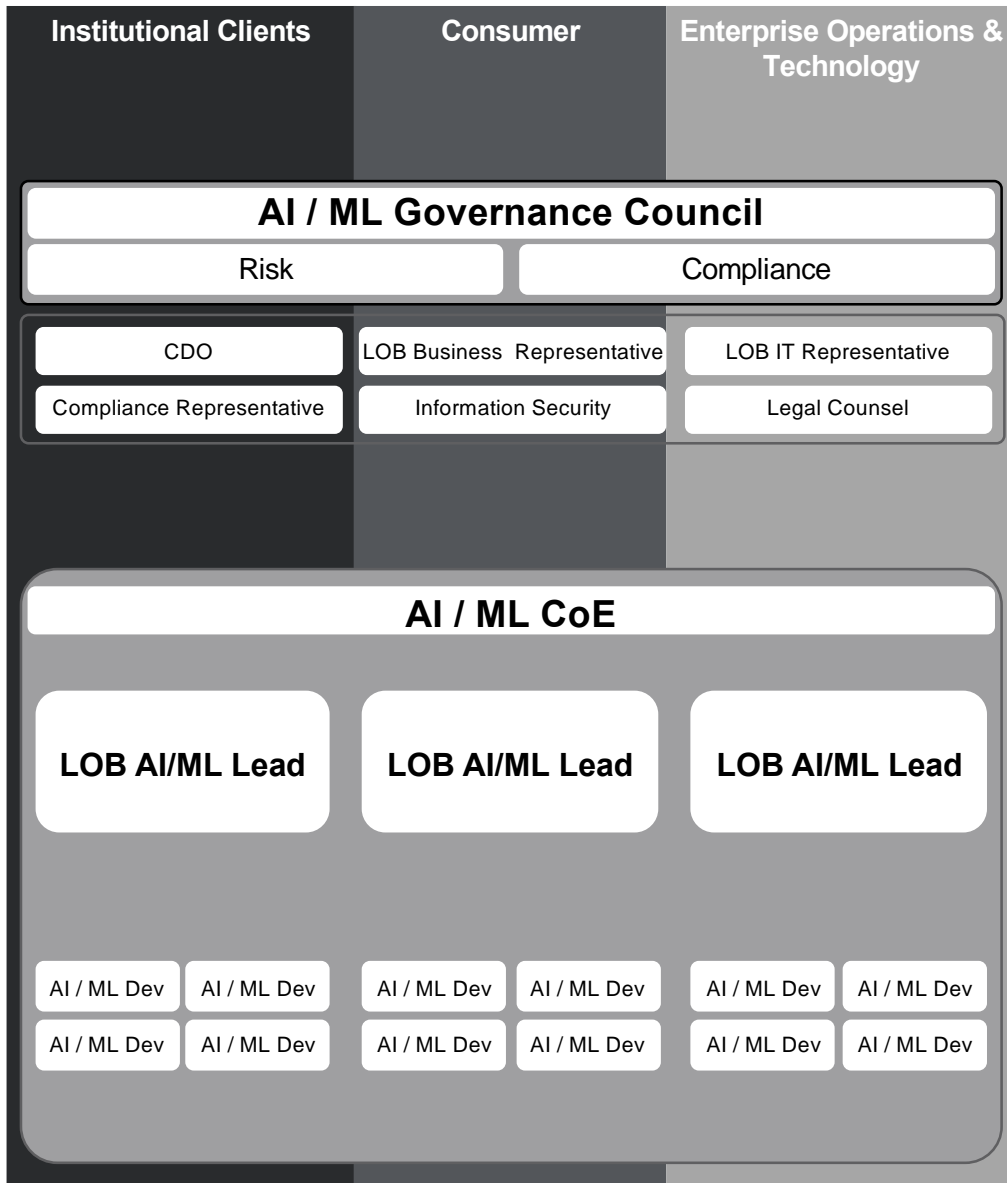 Institutional Clients
Consumer
Enterprise Operations &
Technology
AI / ML Governance Council
Risk
Compliance
CDO
LOB Business Representative
LOB IT Representative
Compliance Representative
Information Security
Legal Counsel
AI / ML CoE
LOB AI/ML Lead
LOB AI/ML Lead
LOB AI/ML Lead
AI / ML Dev
AI / ML Dev
AI / ML Dev
AI / ML Dev
AI / ML Dev
AI / ML Dev
AI / ML Dev
AI / ML Dev
AI / ML Dev
AI / ML Dev
AI / ML Dev
AI / ML Dev